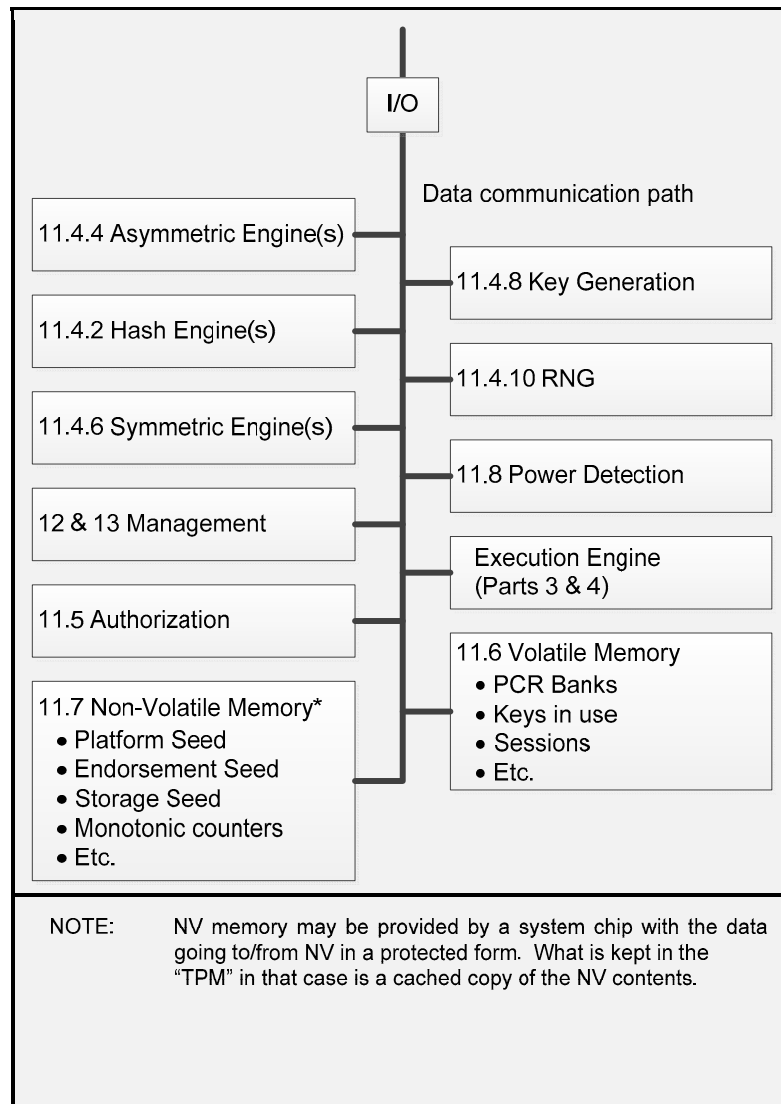 I/O
Data communication path
11.4.4 Asymmetric Engine(s)
11.4.8 Key Generation
11.4.2 Hash Engine(s)
11.4.10 RNG
11.4.6 Symmetric Engine(s)
11.8 Power Detection
12 & 13 Management
Execution Engine
(Parts 3 & 4)
11.5 Authorization
11.6 Volatile Memory
• PCR Banks
• Keys in use
• Sessions
• Etc.
11.7 Non-Volatile Memory*
• Platform Seed
• Endorsement Seed
• Storage Seed
• Monotonic counters
• Etc.
NOTE: NV memory may be provided by a system chip with the data
going to/from NV in a protected form. What is kept in the
“TPM” in that case is a cached copy of the NV contents.